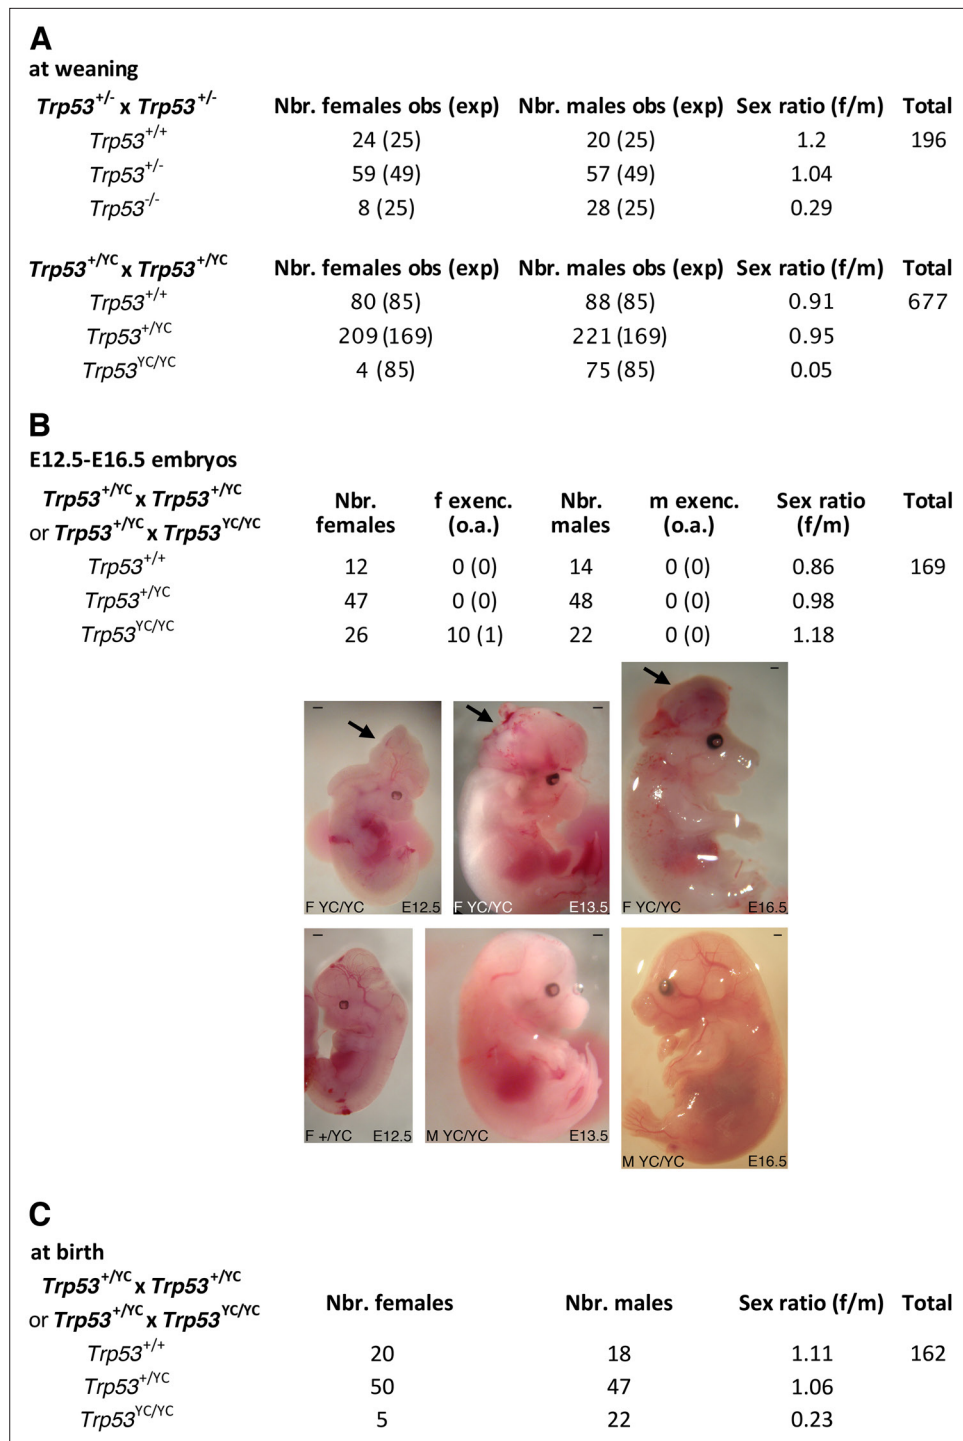 A
at weaning
Trp53+/- x Trp53+/- Nbr. females obs (exp) Nbr. males obs (exp) Sex ratio (f/m) Total
Trp53+/+ 24 (25) 20 (25) 1.2 196
Trp53+/- 59 (49) 57 (49) 1.04
Trp53-/- 8 (25) 28 (25) 0.29
Trp53+/YC x Trp53+/YC Nbr. females obs (exp) Nbr. males obs (exp) Sex ratio (f/m) Total
Trp53+/+ 80 (85) 88 (85) 0.91 677
Trp53+/YC 209 (169) 221 (169) 0.95
Trp53YC/YC 4 (85) 75 (85) 0.05
B
E12.5-E16.5 embryos
Trp53+/YC x Trp53+/YC Nbr. f exenc. Nbr. m exenc. Sex ratio Total
or Trp53+/YC x Trp53YC/YC females (o.a.) males (o.a.) (f/m)
Trp53+/+ 12 0 (0) 14 0 (0) 0.86 169
Trp53+/YC 47 0 (0) 48 0 (0) 0.98
Trp53YC/YC 26 10 (1) 22 0 (0) 1.18
F YC/YC E12.5 F YC/YC E13.5 F YC/YC E16.5
F +/YC E12.5 M YC/YC E13.5 M YC/YC E16.5
C
at birth
Trp53+/YC x Trp53+/YC
or Trp53+/YC x Trp53YC/YC Nbr. females Nbr. males Sex ratio (f/m) Total
Trp53+/+ 20 18 1.11 162
Trp53+/YC 50 47 1.06
Trp53YC/YC 5 22 0.23